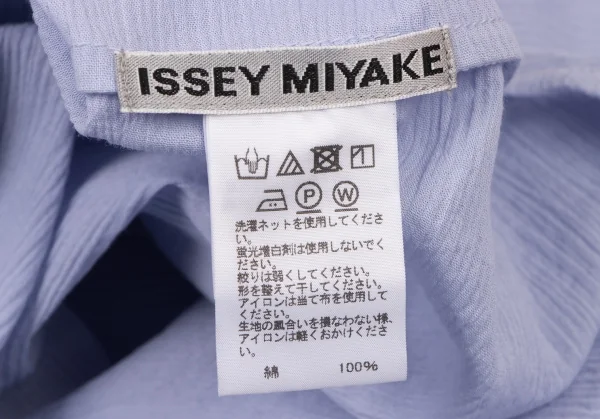 ISSEY MIYAKE
P W
洗濯ネットを使用してくださ
い。
蛍光増白剤は使用しないでく
ださい。
絞りは弱くしてください。
形を整えて干してください。
アイロンは当て布を使用して
ください。
生地の風合いを損なわない様、
アイロンは軽くおかけくださ
い。
綿 100%